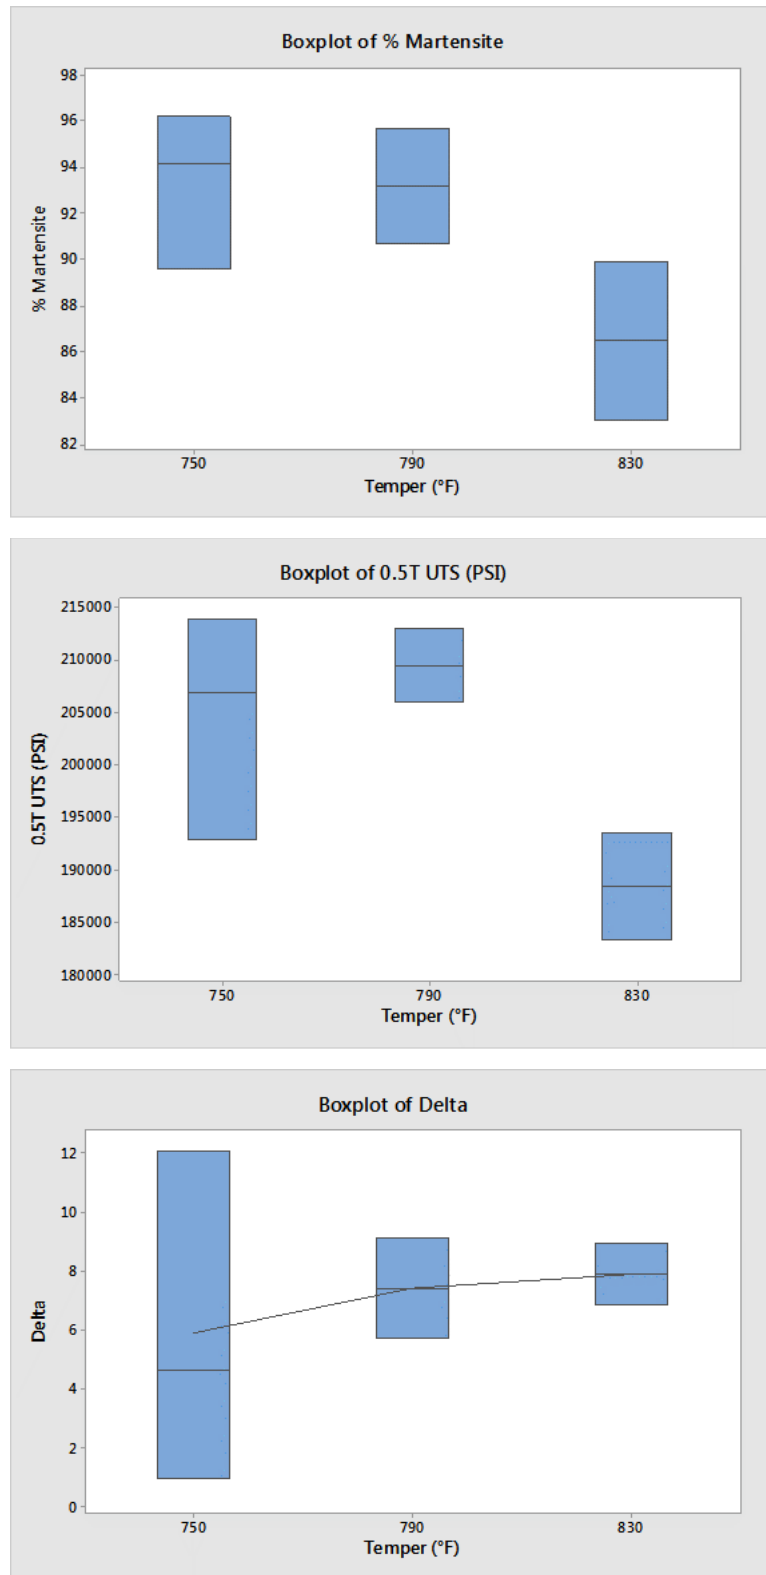 Boxplot of % Martensite
98
96
94
92
90
88
86
84
82
% Martensite
750 790 830
Temper (°F)
Boxplot of 0.5T UTS (PSI)
215000
210000
205000
200000
195000
190000
185000
180000
0.5T UTS (PSI)
750 790 830
Temper (°F)
Boxplot of Delta
12
10
8
6
4
2
0
Delta
750 790 830
Temper (°F)